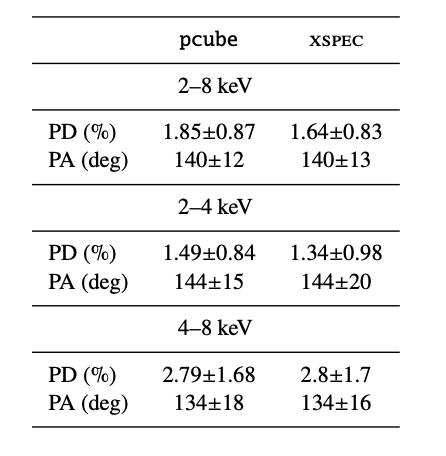 pcube XSPEC
2–8 keV
PD (%) 1.85±0.87 1.64±0.83
PA (deg) 140±12 140±13
2–4 keV
PD (%) 1.49±0.84 1.34±0.98
PA (deg) 144±15 144±20
4–8 keV
PD (%) 2.79±1.68 2.8±1.7
PA (deg) 134±18 134±16